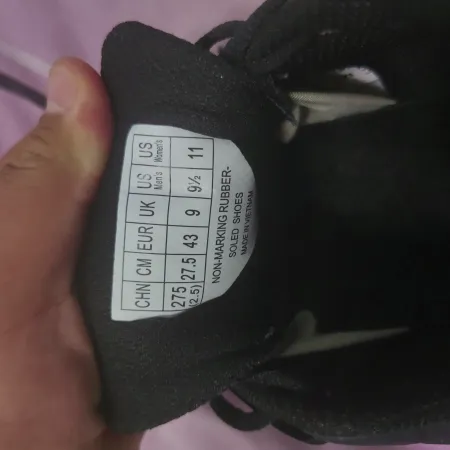 CHN CM EUR UK US Men's US Women's
275 (2.5) 27.5 43 9 9½ 11
NON-MARKING RUBBER-
SOLED SHOES
MADE IN VIETNAM